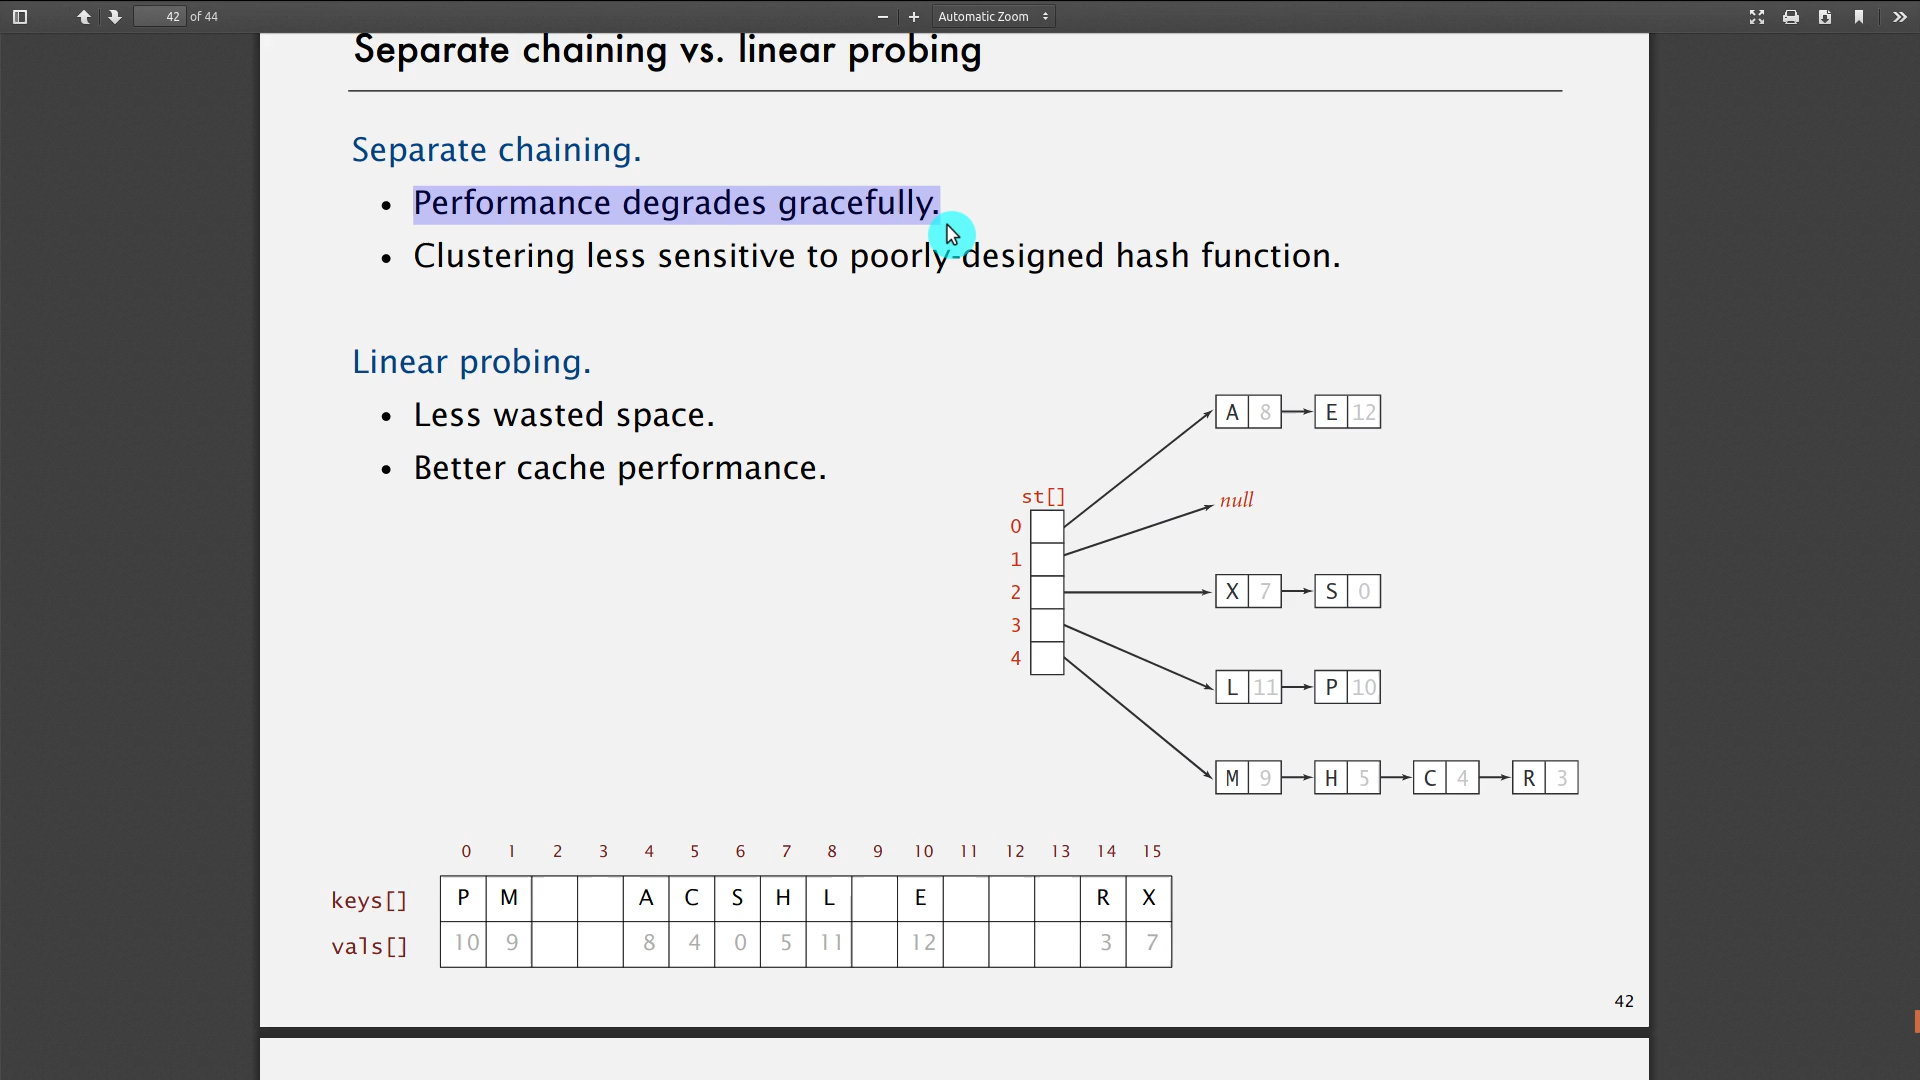 42 of 44 Automatic Zoom
Separate chaining vs. linear probing
Separate chaining.
• Performance degrades gracefully.
• Clustering less sensitive to poorly-designed hash function.
Linear probing.
• Less wasted space.
• Better cache performance.
A 8 E 12
st[]
null
0
1
2 X 7 S 0
3
4
L 11 P 10
M 9 H 5 C 4 R 3
0 1 2 3 4 5 6 7 8 9 10 11 12 13 14 15
keys[] P M A C S H L E R X
vals[] 10 9 8 4 0 5 11 12 3 7
42